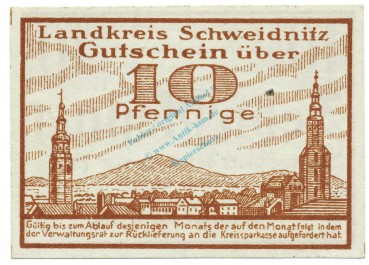 Landkreis Schweidnitz
Gutschein über
10
Pfennige
Gültig bis zum Ablauf desjenigen Monats der auf den Monat folgt in dem
der Verwaltungsrat zur Rücklieferung an die Kreissparkasse aufgefordert hat.